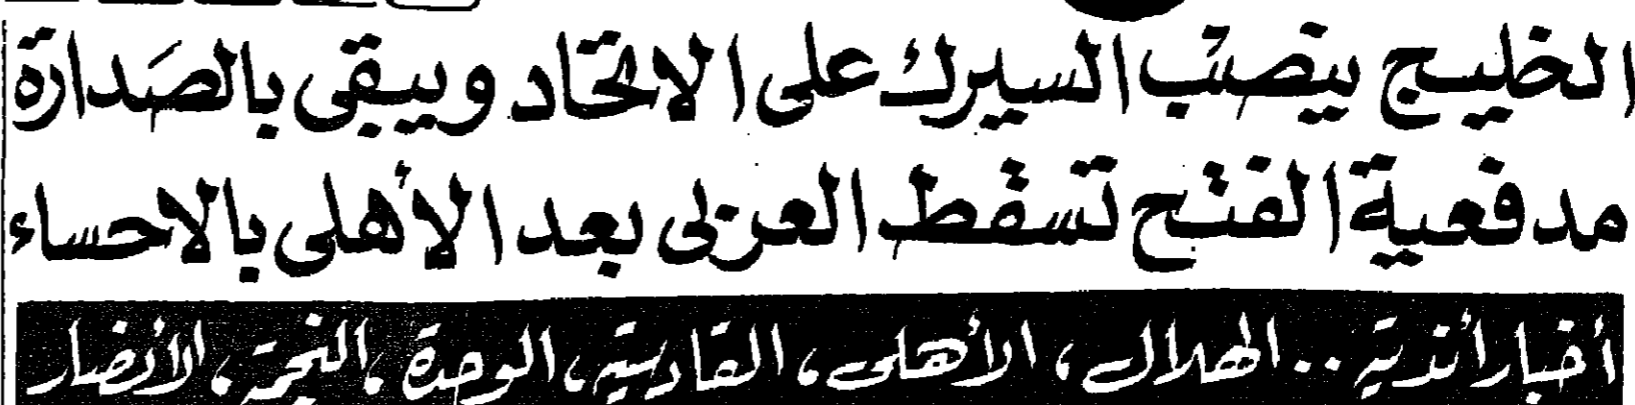 الخليج ينصب السيرك على الاتحاد ويبقى بالصدارة
مدفعية الفتح تسقط العربي بعد الأهلي بالاحساء
أخبار أندية .. الهلال ، الأهلى ، القادسية ، الوحدة ، النجمة ، الأنصار